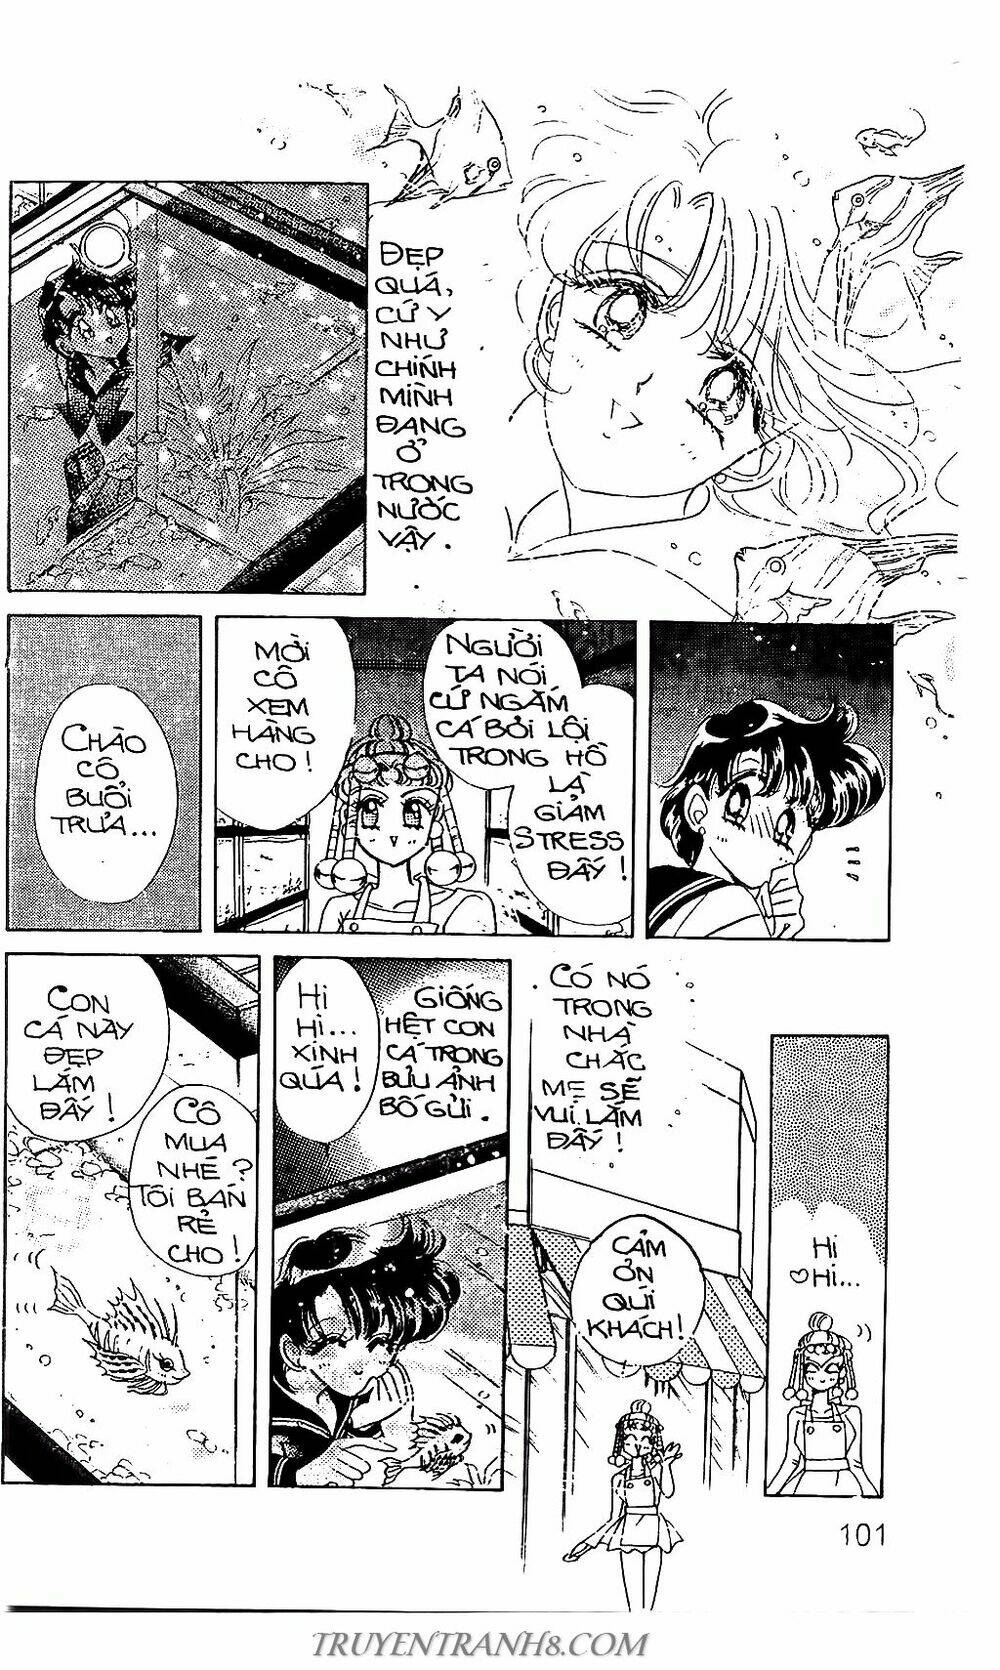 ĐẸP
QUÁ,
CỨ Y
NHƯ
CHÍNH
MÌNH
ĐANG
Ở
TRONG
NƯỚC
VẬY.
CHÀO
CÔ
BUỔI
TRƯA...
MỜI
CÔ
XEM
HÀNG
CHO!
NGƯỜI
TA NÓI
CỨ NGẮM
CÁ BƠI LỘI
TRONG HỒ
LÀ
GIẢM
STRESS
ĐẤY!
CON
CÁ NÀY
ĐẸP
LẮM
ĐẤY!
CÔ
MUA
NHÉ?
TÔI BÁN
RẺ
CHO!
HI
HI...
XINH
QUÁ!
GIỐNG
HỆT CON
CÁ TRONG
BƯU ẢNH
BỐ GỬI.
CÓ NÓ
TRONG
NHÀ
CHẮC
MẸ SẼ
VUI LẮM
ĐẤY!
CẢM
ƠN
QUÍ
KHÁCH!
HI
♡HI...
101
TRUYENTRANH8.COM